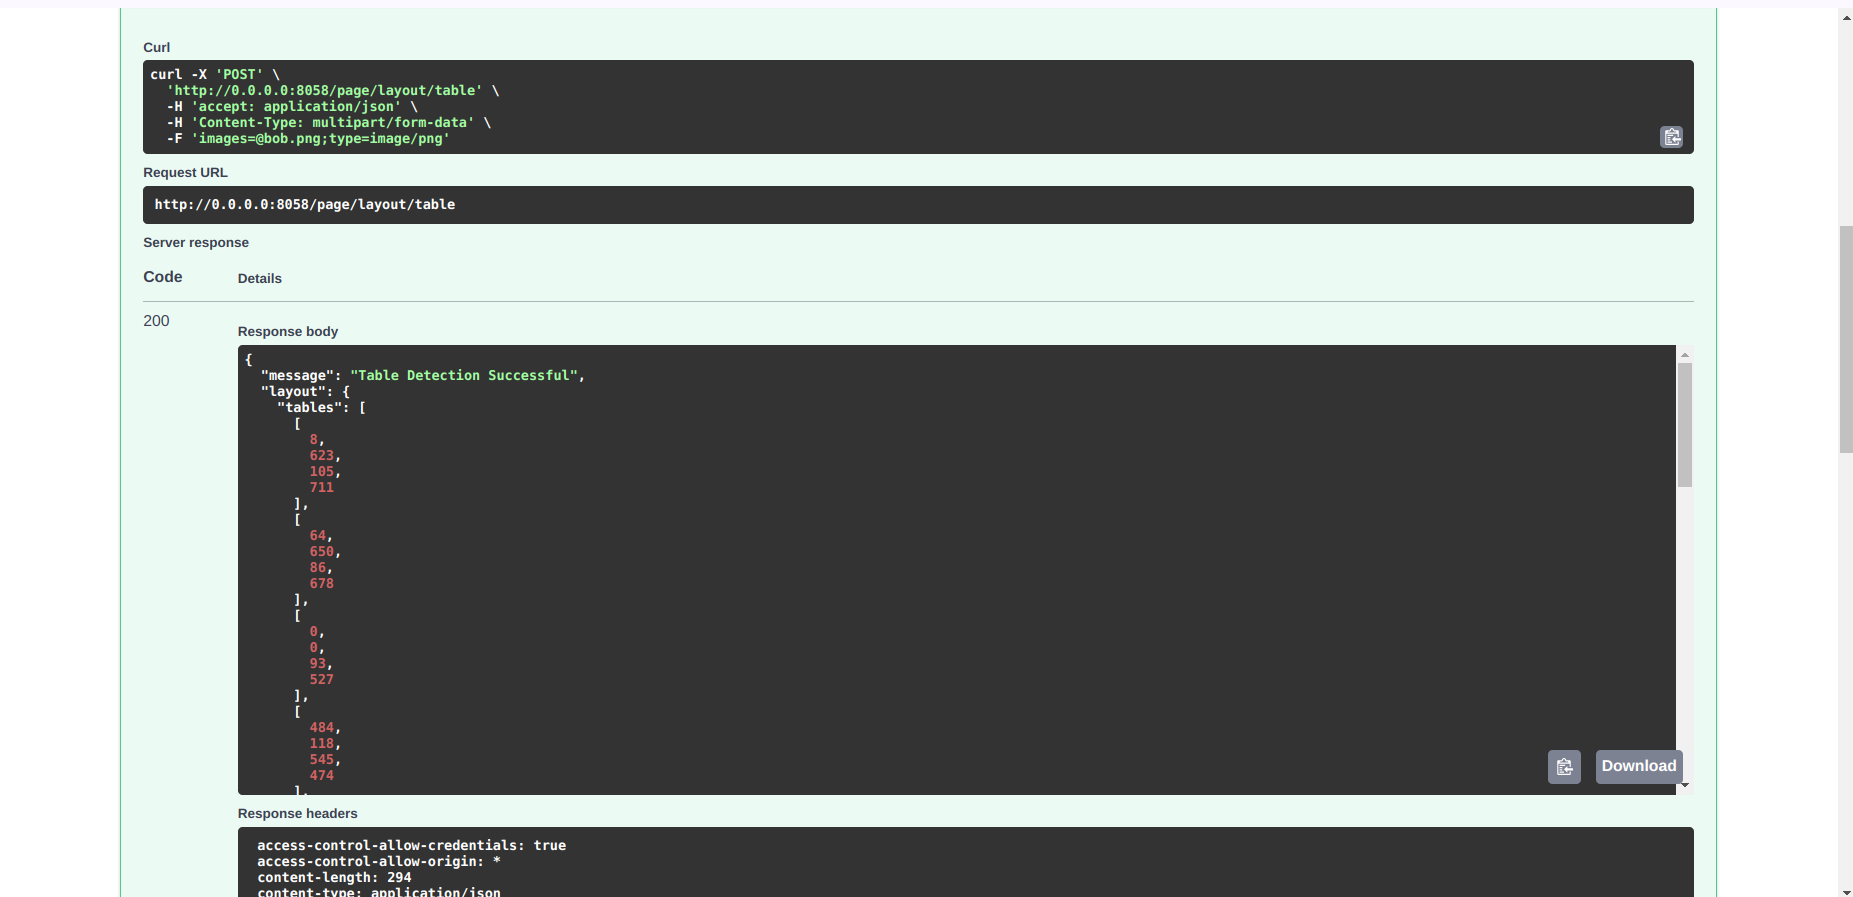 Curl
curl -X 'POST' \
'http://0.0.0.0:8058/page/layout/table' \
-H 'accept: application/json' \
-H 'Content-Type: multipart/form-data' \
-F 'images=@bob.png;type=image/png'
Request URL
http://0.0.0.0:8058/page/layout/table
Server response
Code Details
200
Response body
{
"message": "Table Detection Successful",
"layout": {
"tables": [
[
8,
623,
105,
711
],
[
64,
650,
86,
678
],
[
0,
0,
93,
527
],
[
484,
118,
545,
474
],
Download
Response headers
access-control-allow-credentials: true
access-control-allow-origin: *
content-length: 294
content-type: application/json